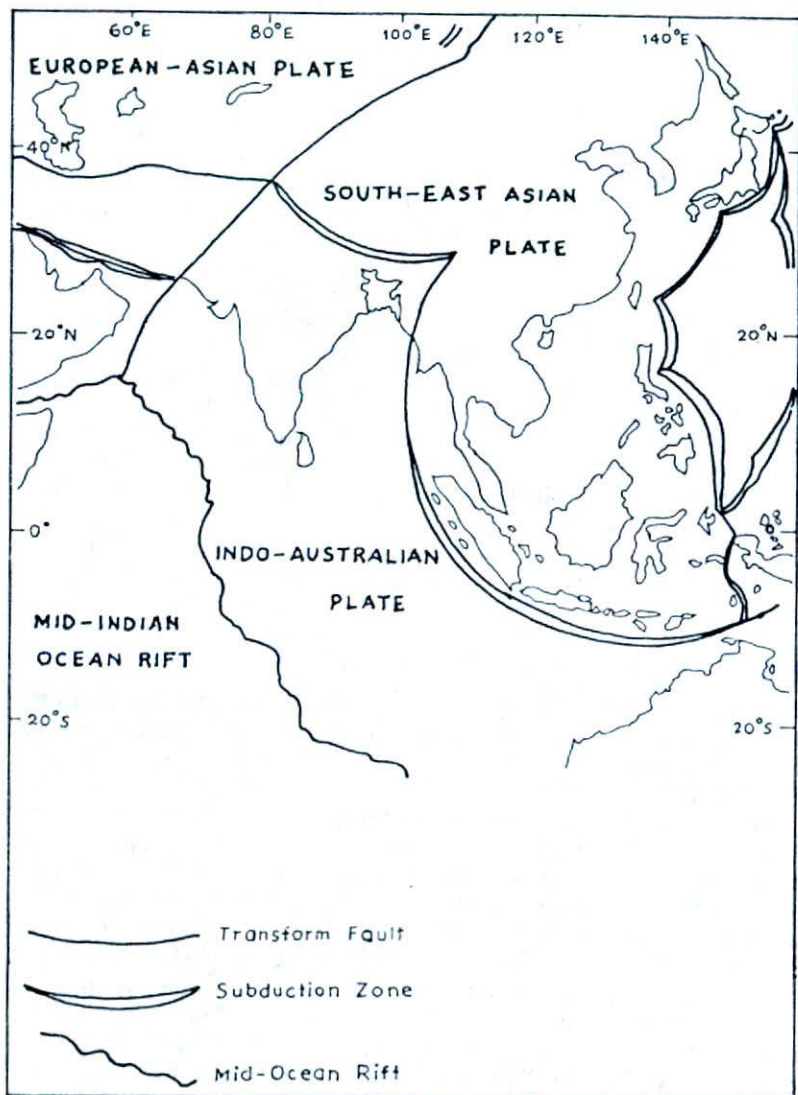 60°E 80°E 100°E 120°E 140°E
EUROPEAN-ASIAN PLATE
40°N
SOUTH-EAST ASIAN
PLATE
20°N 20°N
0°
INDO-AUSTRALIAN
PLATE
MID-INDIAN
OCEAN RIFT
20°S 20°S
Transform Fault
Subduction Zone
Mid-Ocean Rift